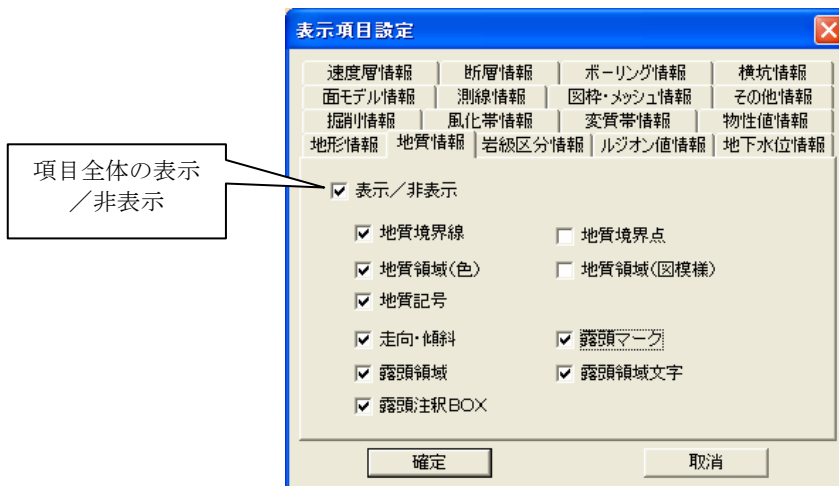 表示項目設定
速度層情報 断層情報 ボーリング情報 横坑情報
面モデル情報 測線情報 図枠・メッシュ情報 その他情報
掘削情報 風化帯情報 変質帯情報 物性値情報
地形情報 地質情報 岩級区分情報 ルジオン値情報 地下水位情報
項目全体の表示
／非表示
表示／非表示
地質境界線 地質境界点
地質領域(色) 地質領域(図模様)
地質記号
走向・傾斜 露頭マーク
露頭領域 露頭領域文字
露頭注釈BOX
確定 取消